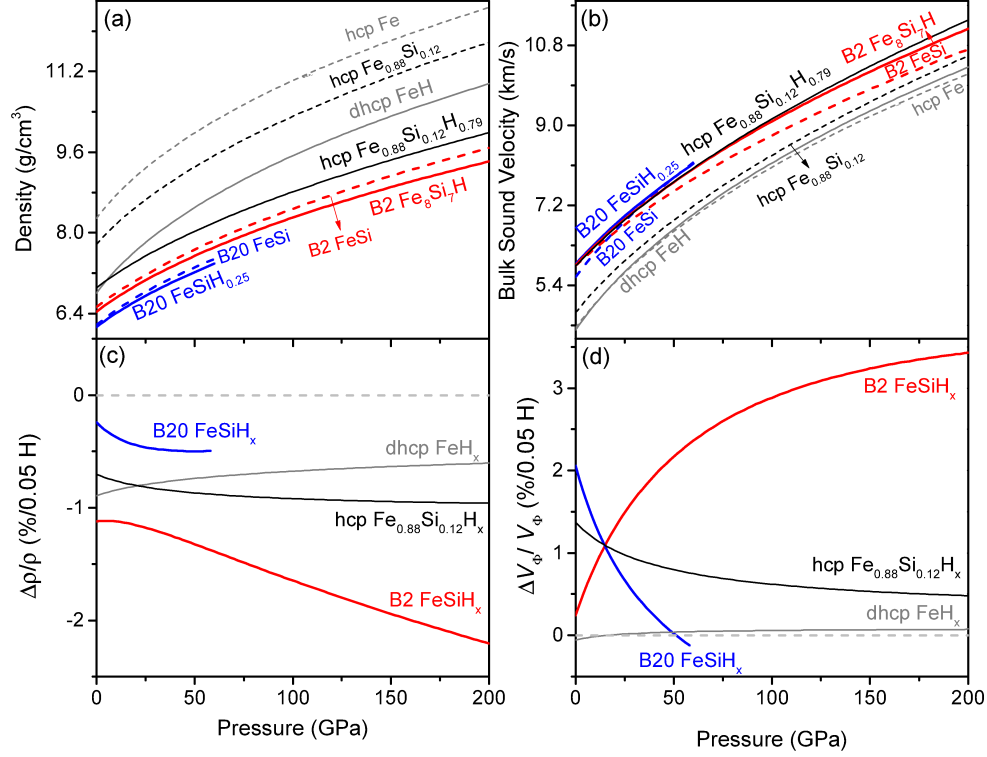 (a)
hcp Fe
hcp Fe0.88Si0.12
dhcp FeH
hcp Fe0.88Si0.12H0.79
B2 Fe8Si7H
B2 FeSi
B20 FeSi
B20 FeSiH0.25
11.2
9.6
8.0
6.4
Density (g/cm3)
(b)
B2 Fe8Si7H
B2 FeSi
hcp Fe0.88Si0.12H0.79
hcp Fe
hcp Fe0.88Si0.12
B20 FeSiH0.25
B20 FeSi
dhcp FeH
10.8
9.0
7.2
5.4
Bulk Sound Velocity (km/s)
(c)
B20 FeSiHx
dhcp FeHx
hcp Fe0.88Si0.12Hx
B2 FeSiHx
0
-1
-2
Δρ/ρ (%/0.05 H)
0 50 100 150 200
Pressure (GPa)
(d)
B2 FeSiHx
hcp Fe0.88Si0.12Hx
dhcp FeHx
B20 FeSiHx
3
2
1
0
ΔVΦ/ VΦ (%/0.05 H)
0 50 100 150 200
Pressure (GPa)